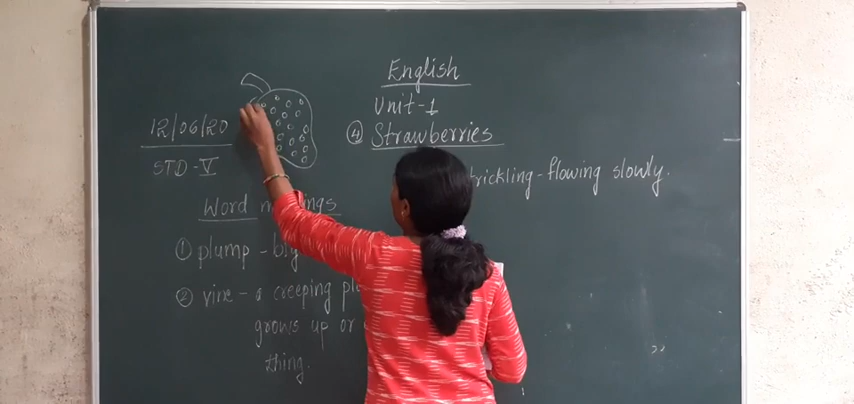 English
Unit-1
④ Strawberries
12/06/20
STD-V
trickling - flowing slowly.
Word
① plump - big
② vine - a creeping
grows up or
thing.